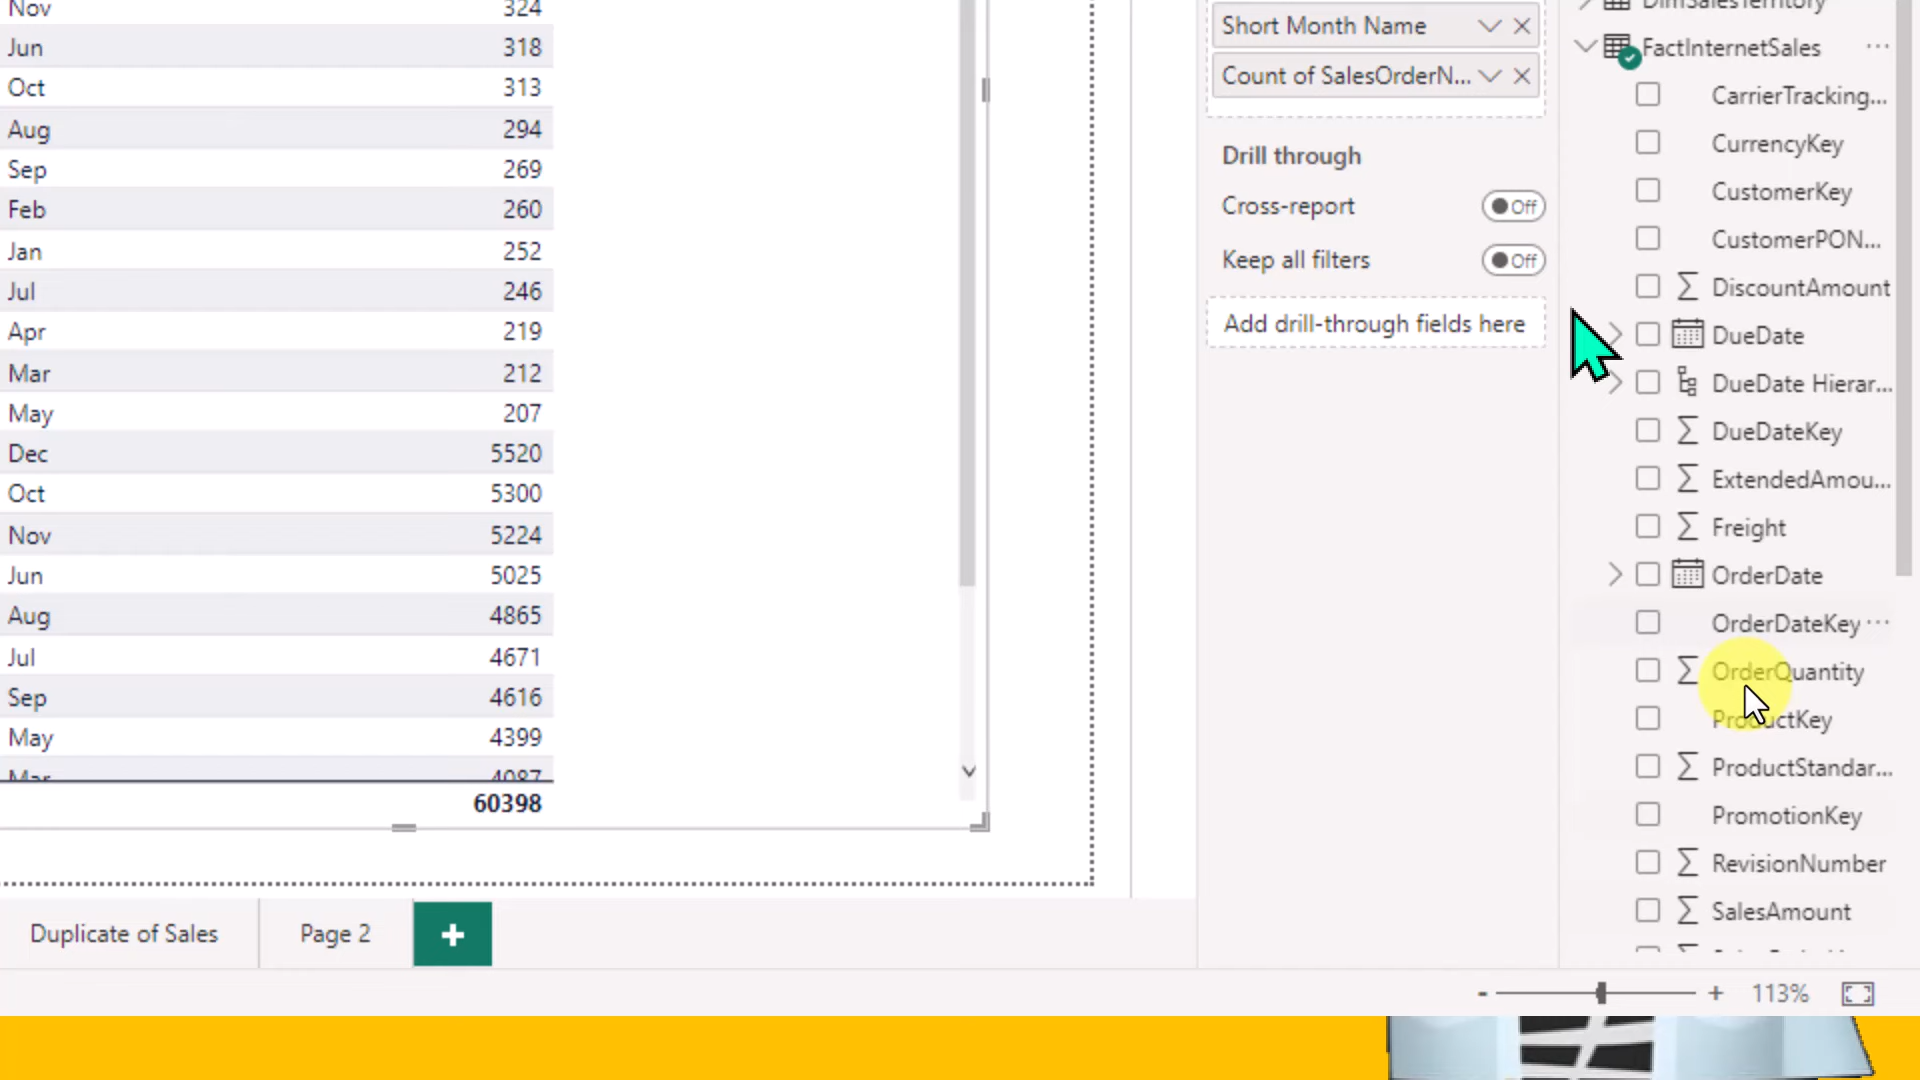 Nov 324
Jun 318
Oct 313
Aug 294
Sep 269
Feb 260
Jan 252
Jul 246
Apr 219
Mar 212
May 207
Dec 5520
Oct 5300
Nov 5224
Jun 5025
Aug 4865
Jul 4671
Sep 4616
May 4399
Mar 4087
60398
Duplicate of Sales
Page 2
+
Short Month Name
Count of SalesOrderN...
Drill through
Cross-report Off
Keep all filters Off
Add drill-through fields here
DimSalesTerritory
FactInternetSales ...
CarrierTracking...
CurrencyKey
CustomerKey
CustomerPON...
DiscountAmount
DueDate
DueDate Hierar...
DueDateKey
ExtendedAmou...
Freight
OrderDate
OrderDateKey ...
OrderQuantity
ProductKey
ProductStandar...
PromotionKey
RevisionNumber
SalesAmount
- + 113%